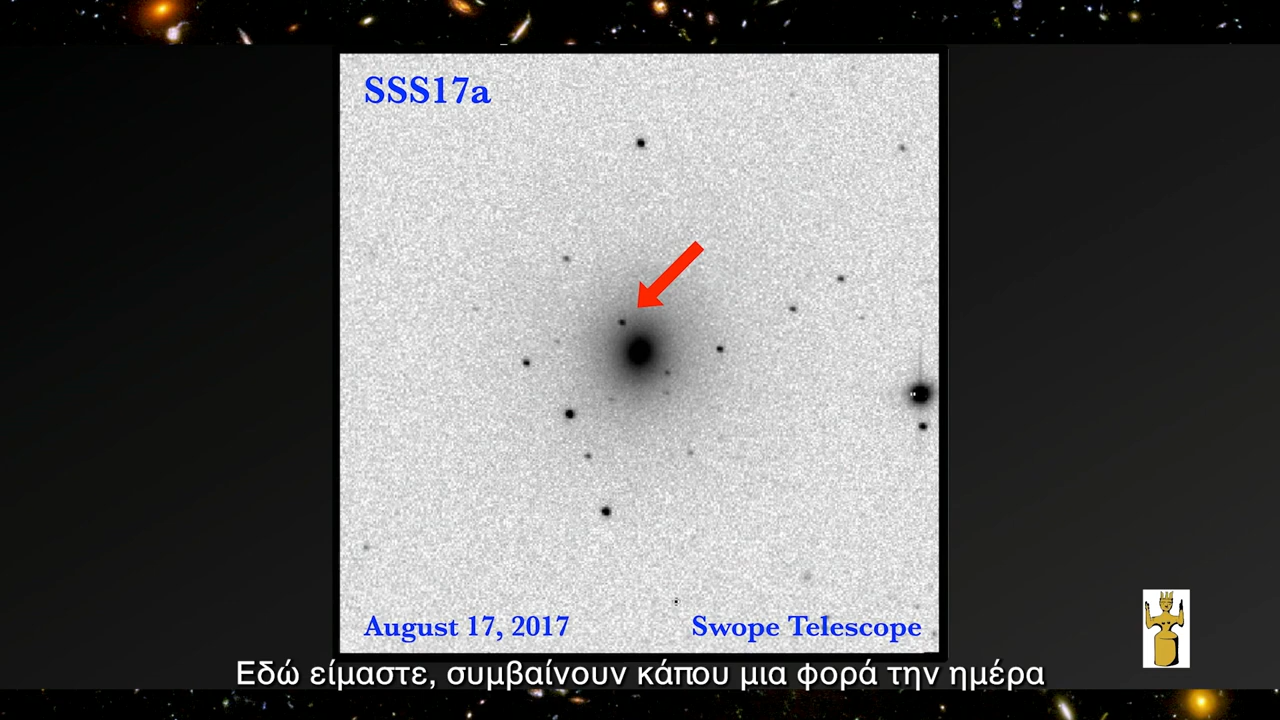 SSS17a
August 17, 2017
Swope Telescope
Εδώ είμαστε, συμβαίνουν κάπου μια φορά την ημέρα